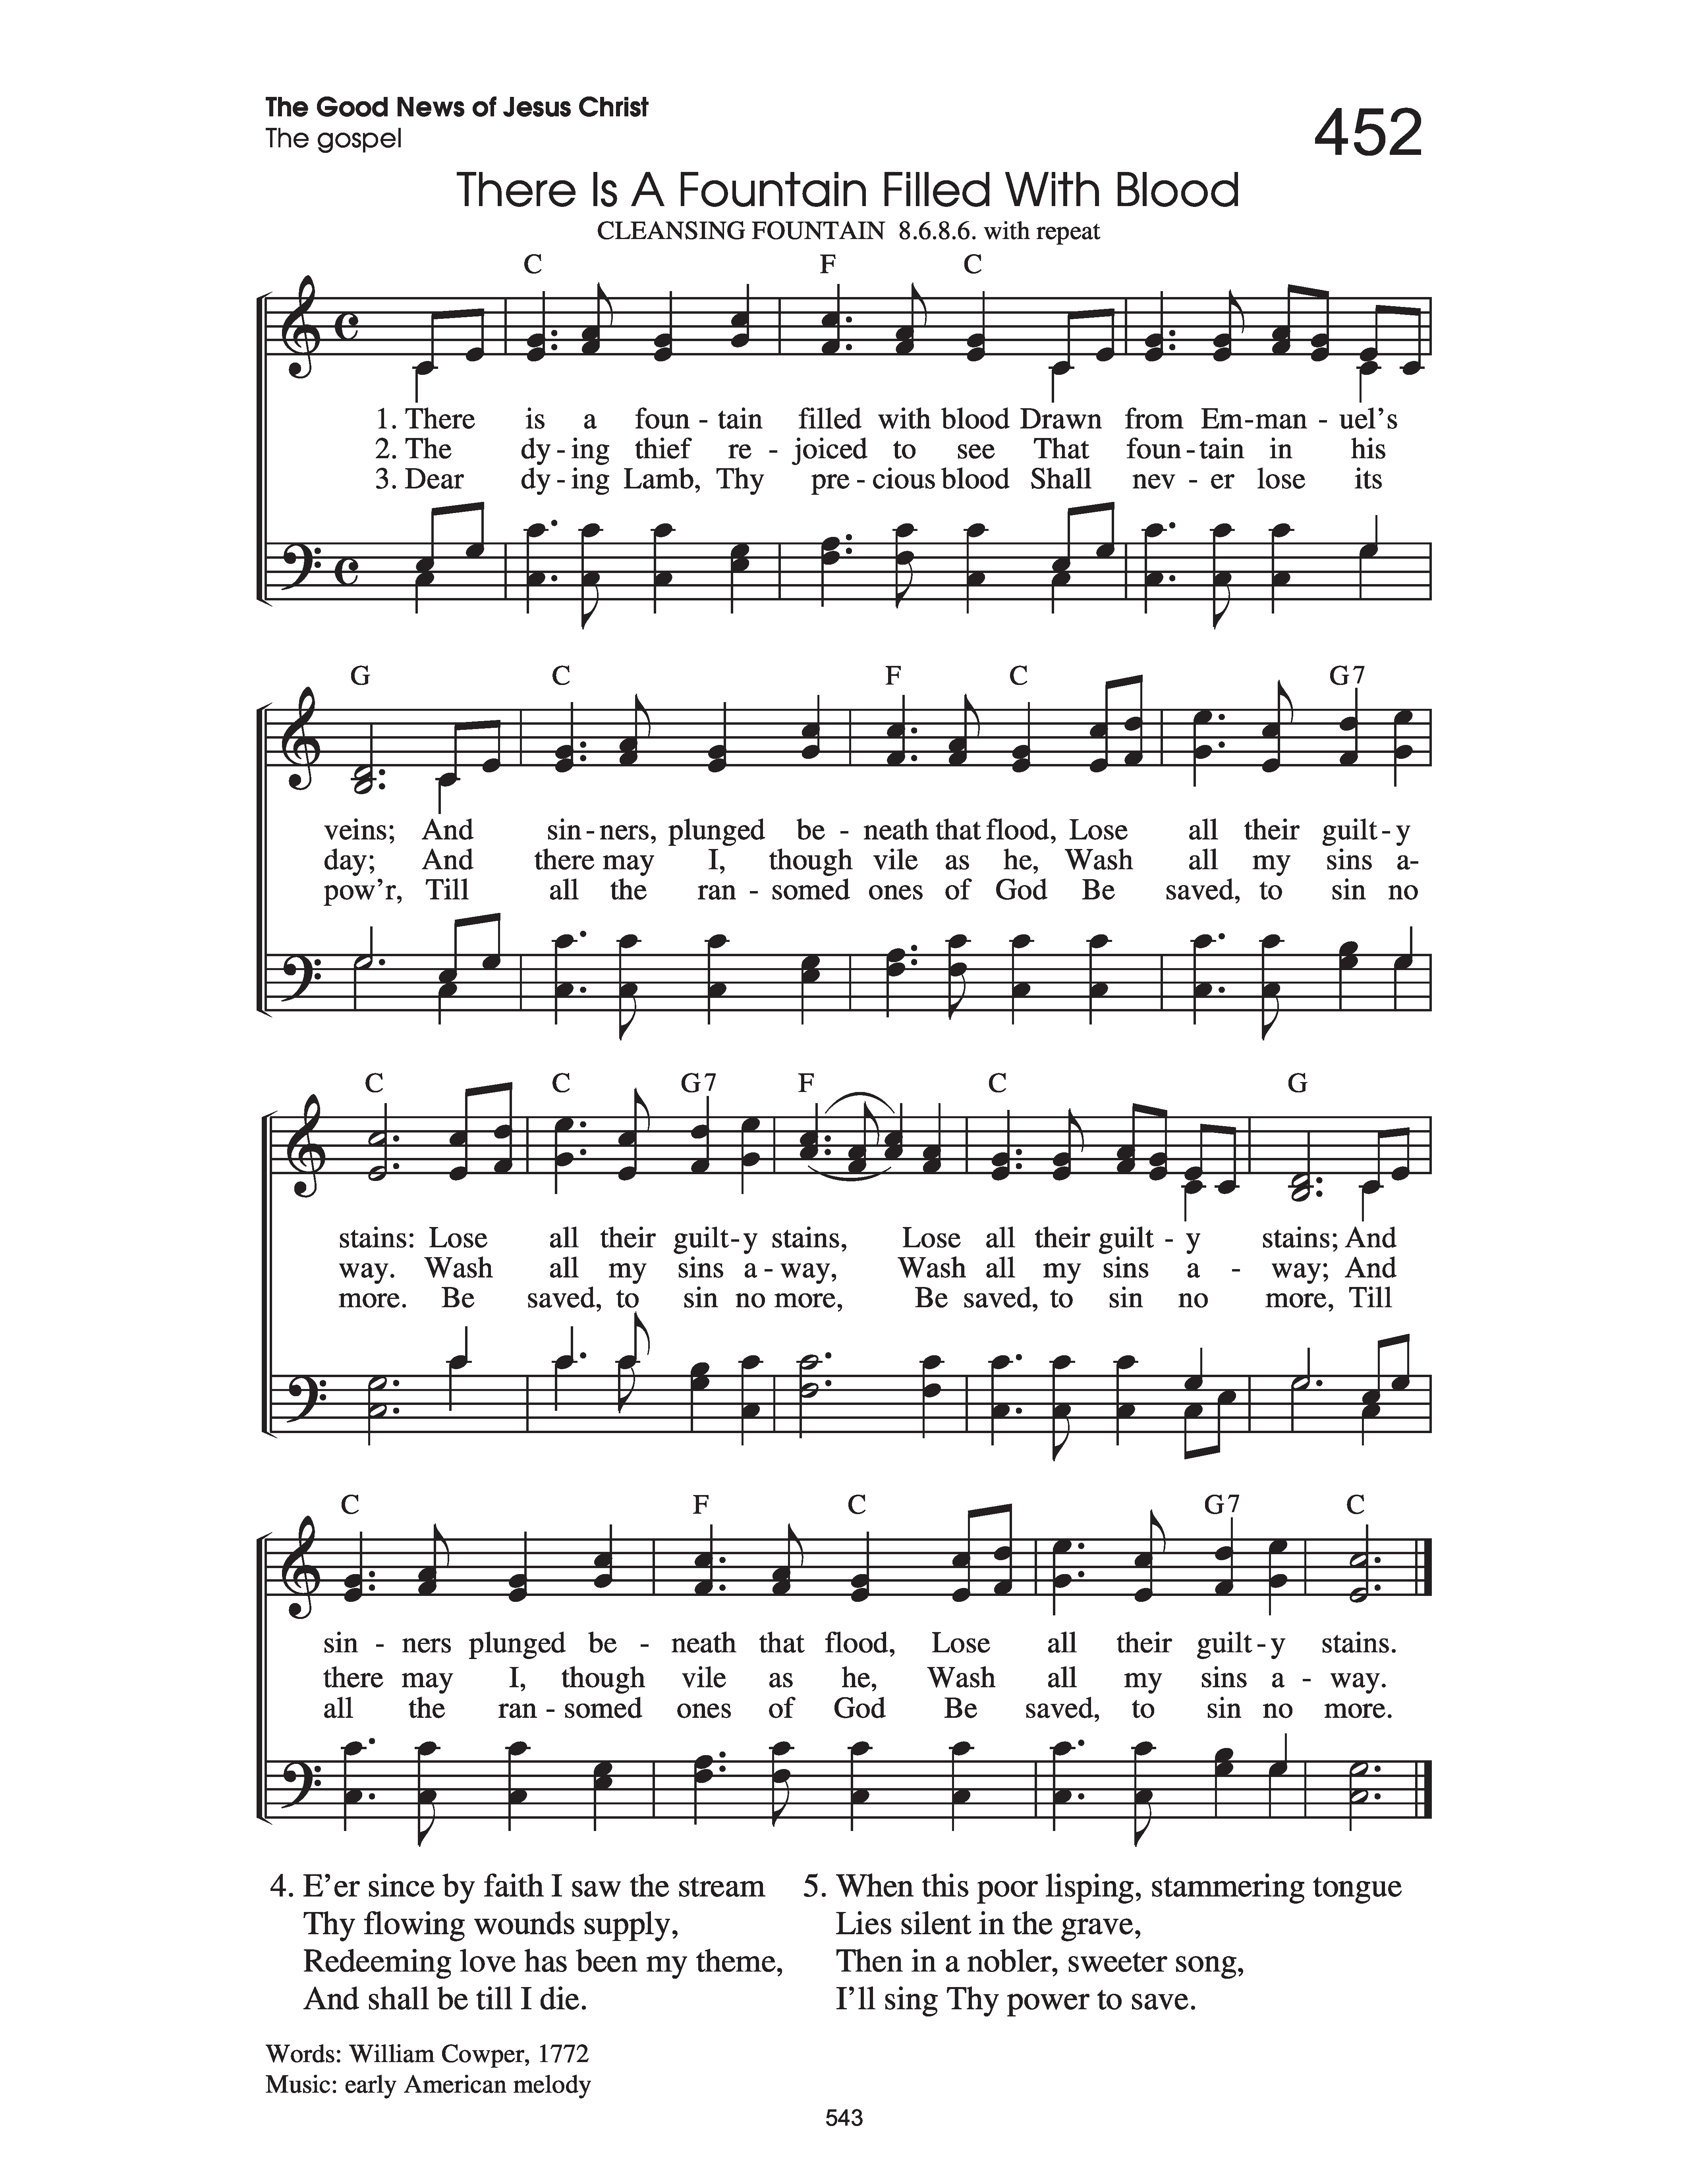 The Good News of Jesus Christ
The gospel
452
There Is A Fountain Filled With Blood
CLEANSING FOUNTAIN 8.6.8.6. with repeat
C F C
1. There is a foun - tain filled with blood Drawn from Em-man - uel's
2. The dy - ing thief re - joiced to see That foun - tain in his
3. Dear dy - ing Lamb, Thy pre - cious blood Shall nev - er lose its
G C F C G7
veins; And sin - ners, plunged be - neath that flood, Lose all their guilt - y
day; And there may I, though vile as he, Wash all my sins a-
pow'r, Till all the ran - somed ones of God Be saved, to sin no
C C G7 F C G
stains: Lose all their guilt - y stains, Lose all their guilt - y stains; And
way. Wash all my sins a - way, Wash all my sins a - way; And
more. Be saved, to sin no more, Be saved, to sin no more, Till
C F C G7 C
sin - ners plunged be - neath that flood, Lose all their guilt - y stains.
there may I, though vile as he, Wash all my sins a - way.
all the ran - somed ones of God Be saved, to sin no more.
4. E'er since by faith I saw the stream
Thy flowing wounds supply,
Redeeming love has been my theme,
And shall be till I die.
5. When this poor lisping, stammering tongue
Lies silent in the grave,
Then in a nobler, sweeter song,
I'll sing Thy power to save.
Words: William Cowper, 1772
Music: early American melody
543